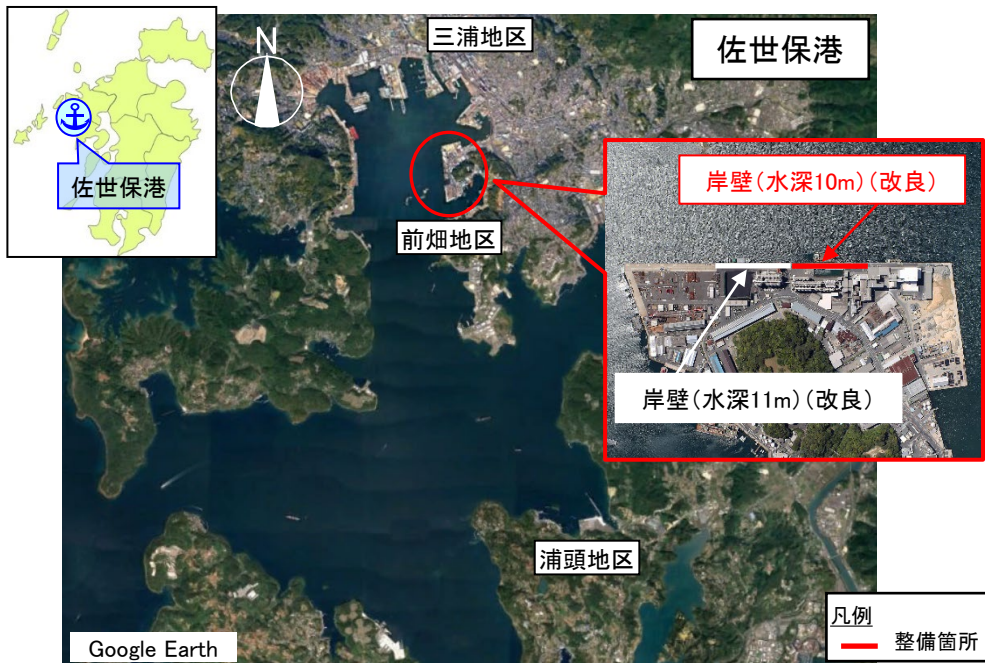 三浦地区
佐世保港
N
佐世保港
岸壁(水深10m)(改良)
前畑地区
岸壁(水深11m)(改良)
浦頭地区
凡例
整備箇所
Google Earth